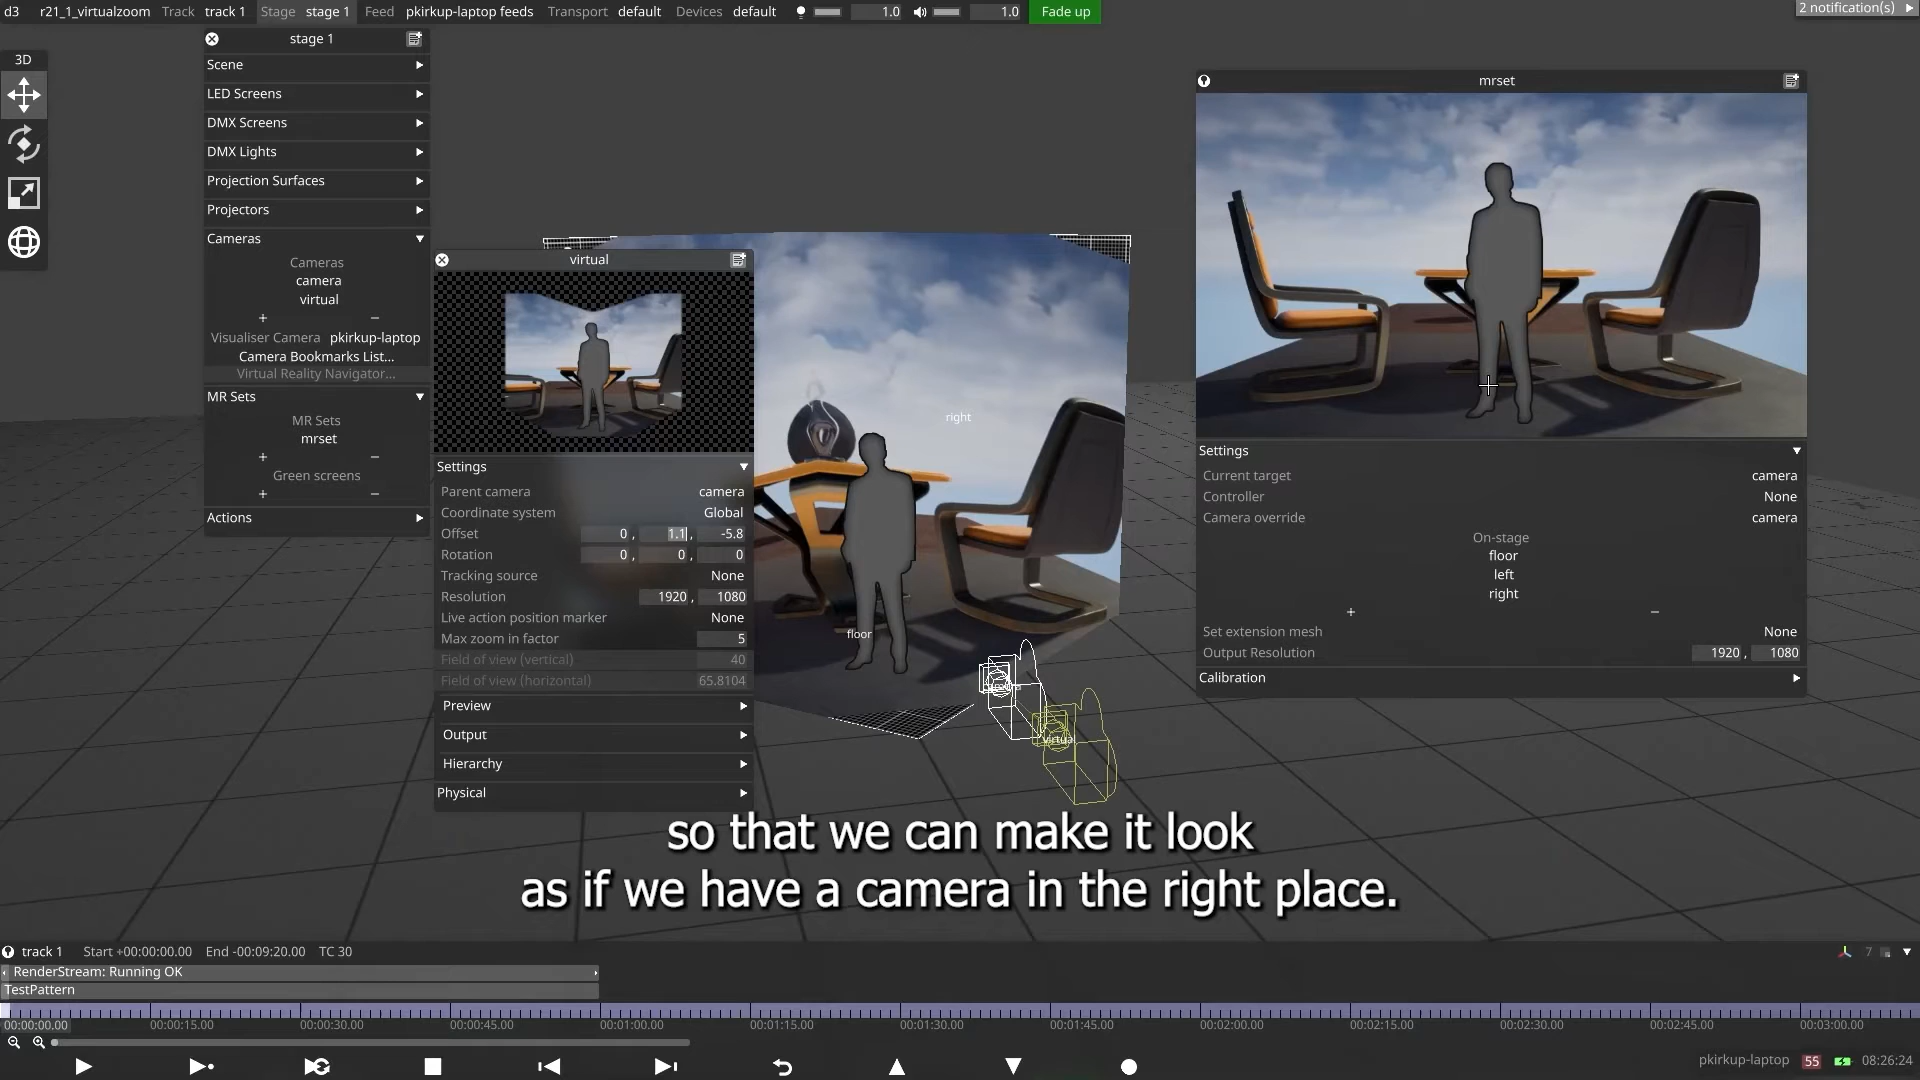 d3 r21_1_virtualzoom Track track 1 Stage stage 1 Feed pkirkup-laptop feeds Transport default Devices default 1.0 1.0 Fade up 2 notification(s)
3D
stage 1
Scene
LED Screens
DMX Screens
DMX Lights
Projection Surfaces
Projectors
Cameras
Cameras
camera
virtual
+ −
Visualiser Camera pkirkup-laptop
Camera Bookmarks List...
Virtual Reality Navigator...
MR Sets
MR Sets
mrset
+ −
Green screens
+ −
Actions
virtual
Settings
Parent camera camera
Coordinate system Global
Offset 0 , 1.1 , -5.8
Rotation 0 , 0 , 0
Tracking source None
Resolution 1920 , 1080
Live action position marker None
Max zoom in factor 5
Field of view (vertical) 40
Field of view (horizontal) 65.8104
Preview
Output
Hierarchy
Physical
right
floor
virtual
mrset
Settings
Current target camera
Controller None
Camera override camera
On-stage
floor
left
right
+ −
Set extension mesh None
Output Resolution 1920 , 1080
Calibration
so that we can make it look
as if we have a camera in the right place.
track 1 Start +00:00:00.00 End -00:09:20.00 TC 30 7
RenderStream: Running OK
TestPattern
00:00:00.00 00:00:15.00 00:00:30.00 00:00:45.00 00:01:00.00 00:01:15.00 00:01:30.00 00:01:45.00 00:02:00.00 00:02:15.00 00:02:30.00 00:02:45.00 00:03:00.00
pkirkup-laptop 55 08:26:24